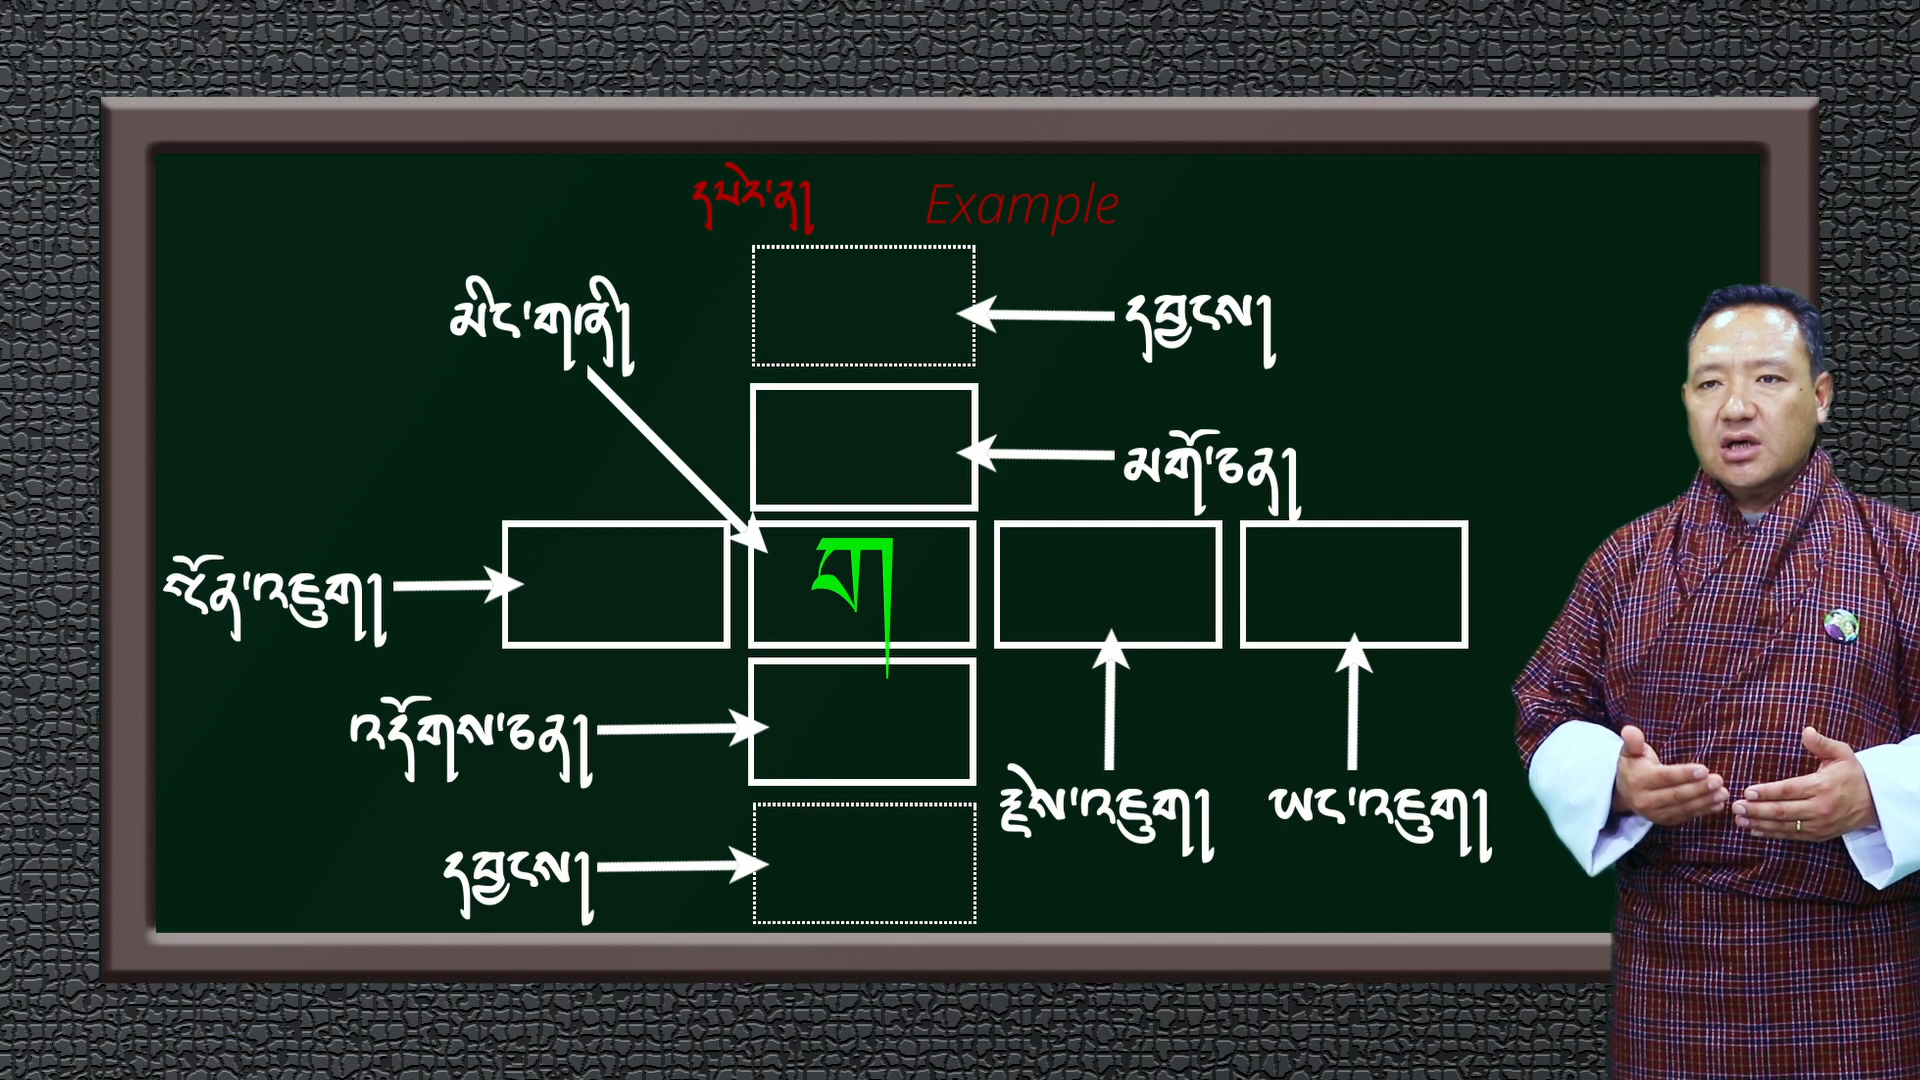 དཔེར་ན། Example
མིང་གཞི།
དབྱངས།
མགོ་ཅན།
སྔོན་འཇུག།
ག
འདོགས་ཅན།
རྗེས་འཇུག།
ཡང་འཇུག།
དབྱངས།